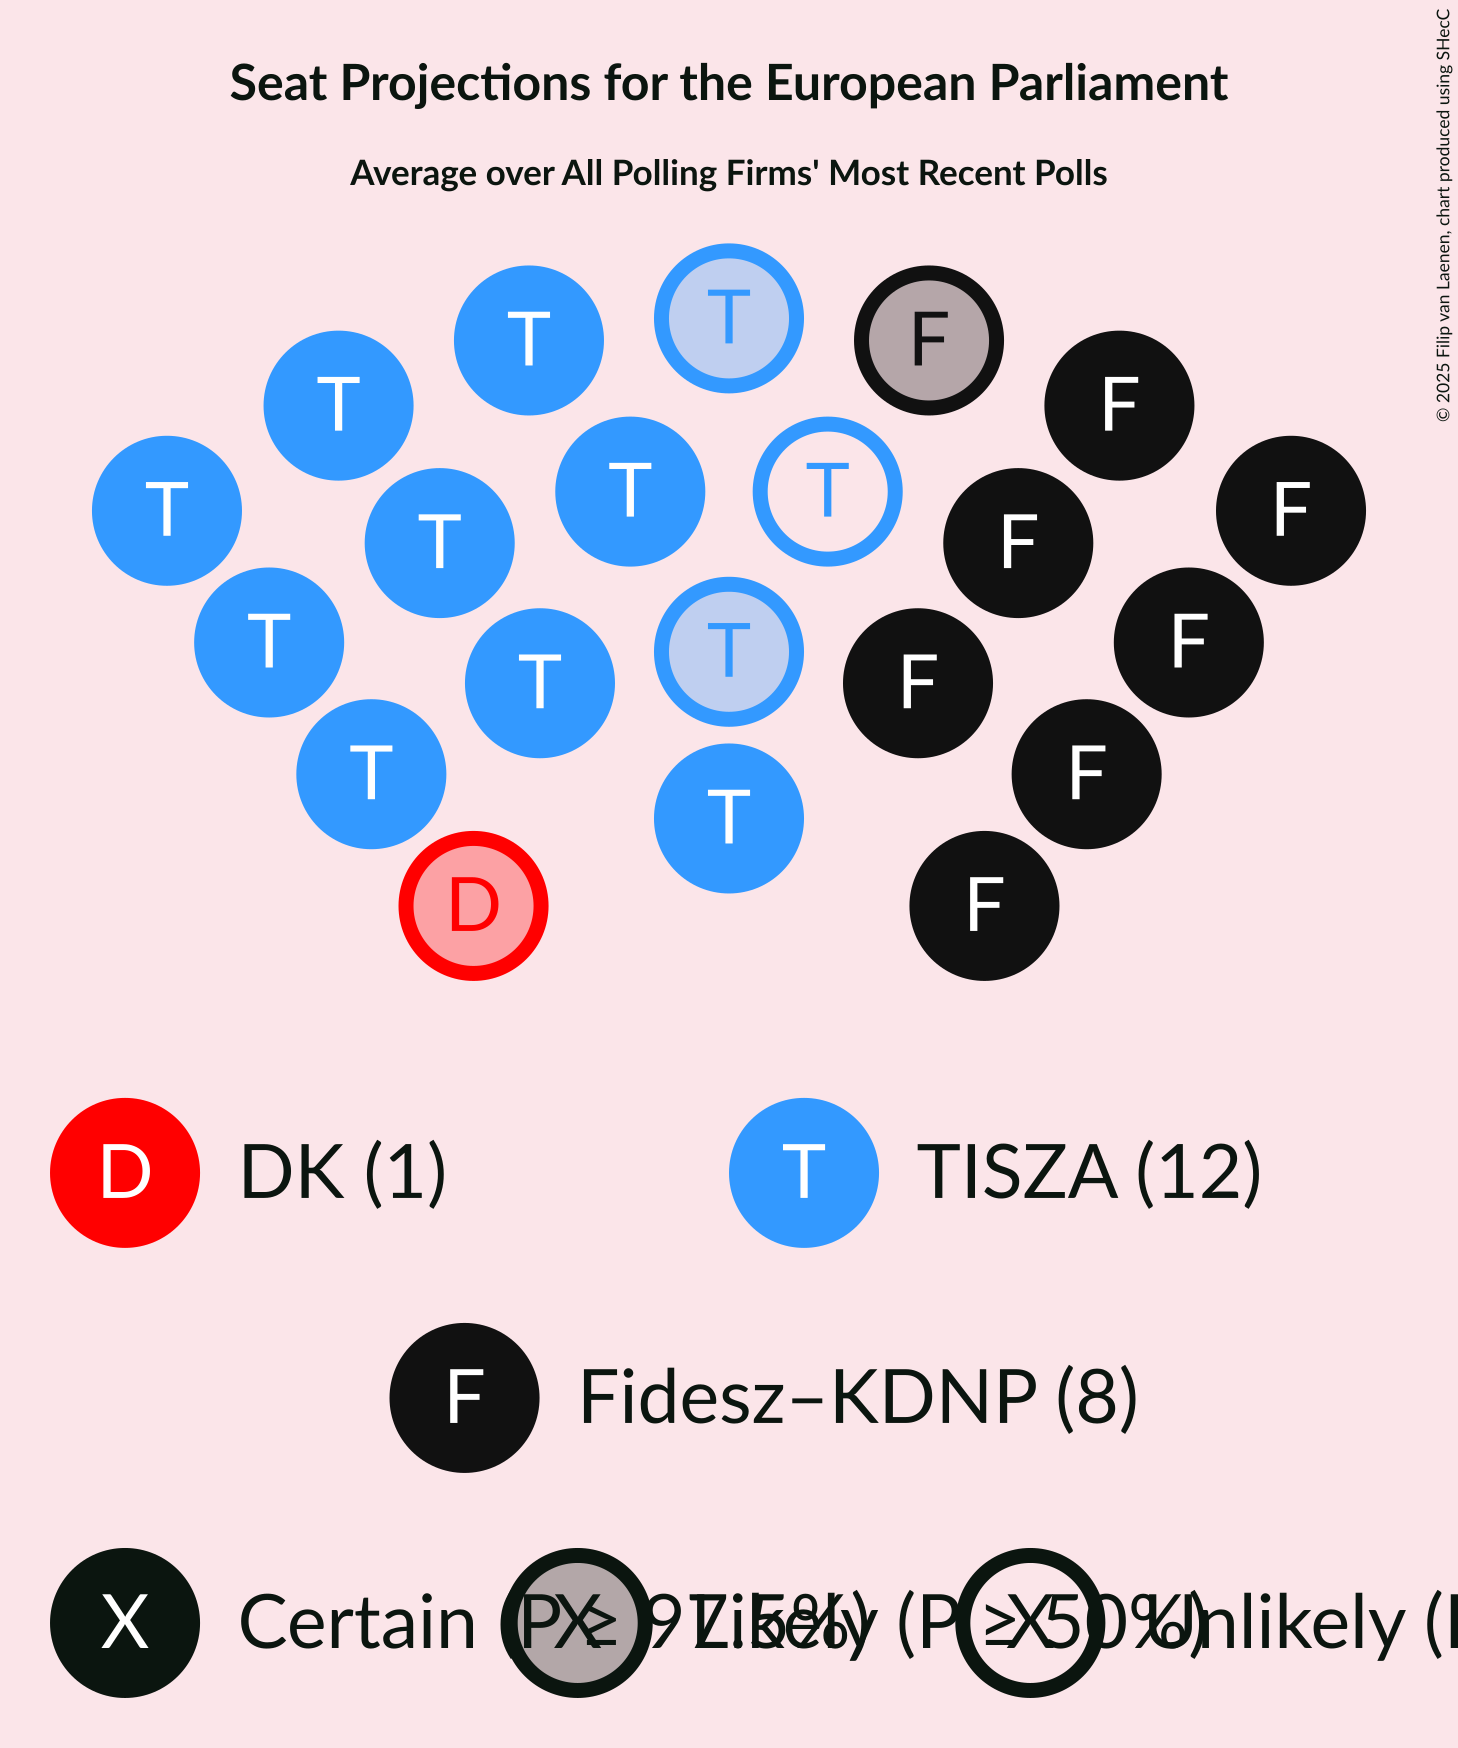 Seat Projections for the European Parliament
Average over All Polling Firms' Most Recent Polls
© 2025 Filip van Laenen, chart produced using SHecC
T
T F
T F
T T F
T F
T F
T F
T
T F
T F
T F
T
D F
D DK (1)
T TISZA (12)
F Fidesz–KDNP (8)
X Certain (P ≥ 97.5%)
X Likely (P ≥ 50%)
X Unlikely (